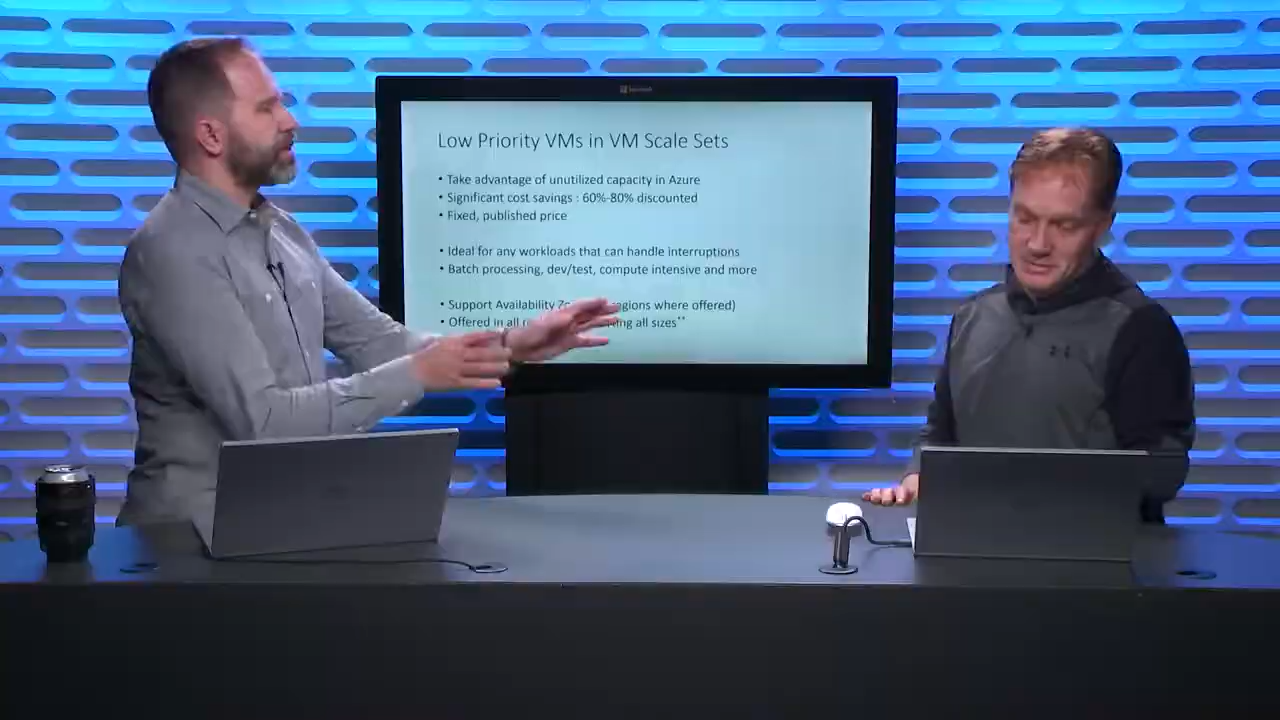 Microsoft
Low Priority VMs in VM Scale Sets
• Take advantage of unutilized capacity in Azure
• Significant cost savings : 60%-80% discounted
• Fixed, published price
• Ideal for any workloads that can handle interruptions
• Batch processing, dev/test, compute intensive and more
• Support Availability regions where offered)
• Offered in all all sizes**